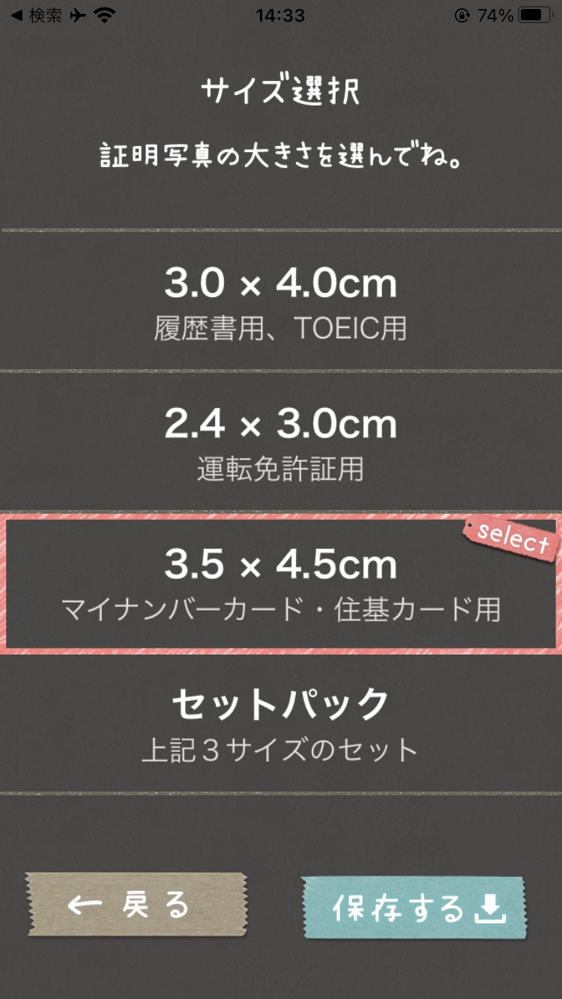 検索
14:33
74%
サイズ選択
証明写真の大きさを選んでね。
3.0 × 4.0cm
履歴書用、TOEIC用
2.4 × 3.0cm
運転免許証用
select
3.5 × 4.5cm
マイナンバーカード・住基カード用
セットパック
上記３サイズのセット
← 戻る
保存する